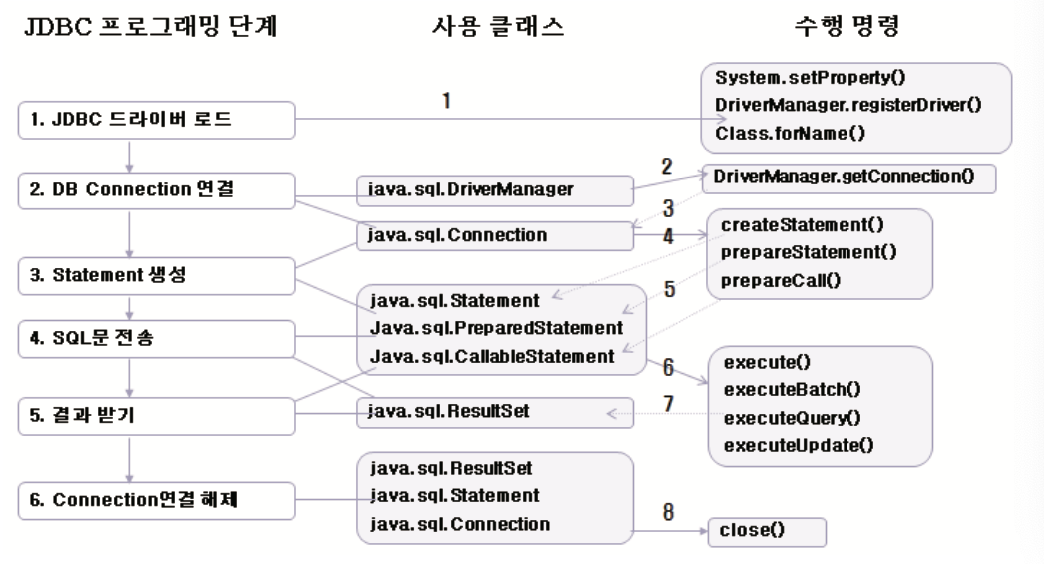 JDBC 프로그래밍 단계
사용 클래스
수행 명령
1. JDBC 드라이버 로드
1
System.setProperty()
DriverManager.registerDriver()
Class.forName()
2. DB Connection 연결
java.sql.DriverManager
2
DriverManager.getConnection()
3
java.sql.Connection
4
createStatement()
prepareStatement()
prepareCall()
3. Statement 생성
java.sql.Statement
Java.sql.PreparedStatement
Java.sql.CallableStatement
5
4. SQL문 전송
6
execute()
executeBatch()
executeQuery()
executeUpdate()
5. 결과 받기
java.sql.ResultSet
7
6. Connection연결 해제
java.sql.ResultSet
java.sql.Statement
java.sql.Connection
8
close()